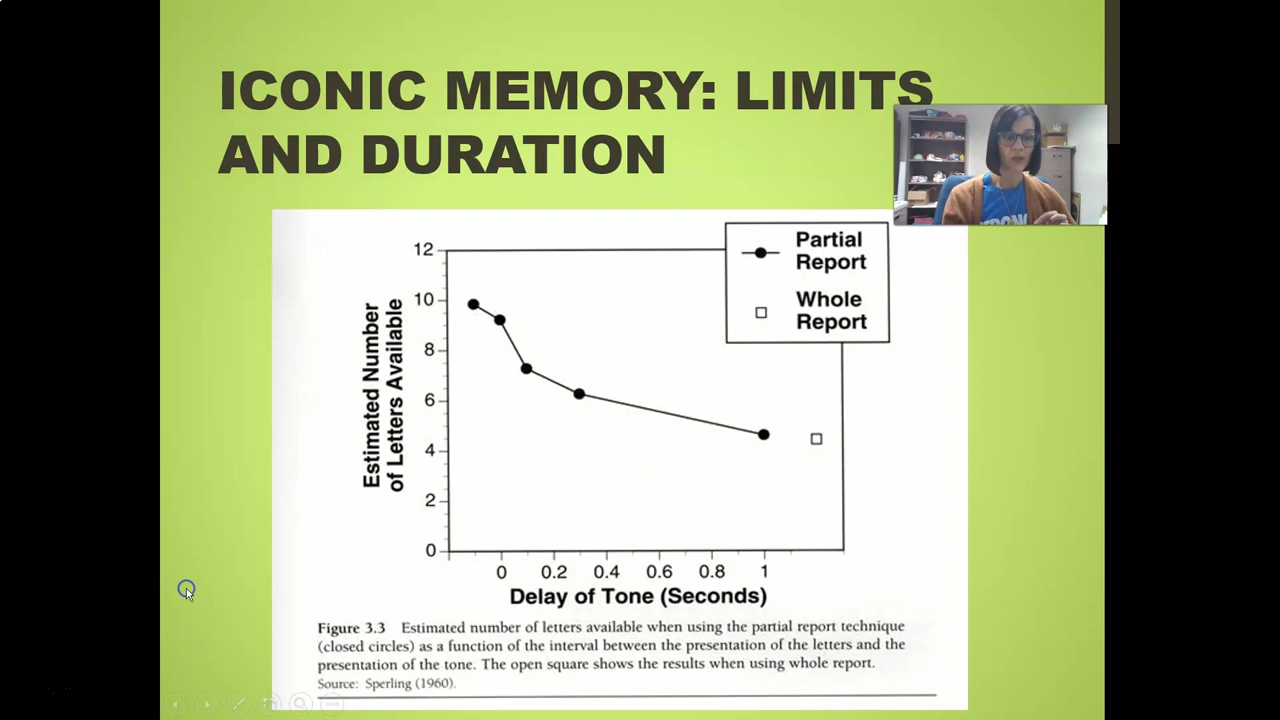 ICONIC MEMORY: LIMITS
AND DURATION
Partial
Report
Whole
Report
12
10
8
6
4
2
0
Estimated Number
of Letters Available
0 0.2 0.4 0.6 0.8 1
Delay of Tone (Seconds)
Figure 3.3 Estimated number of letters available when using the partial report technique
(closed circles) as a function of the interval between the presentation of the letters and the
presentation of the tone. The open square shows the results when using whole report.
Source: Sperling (1960).